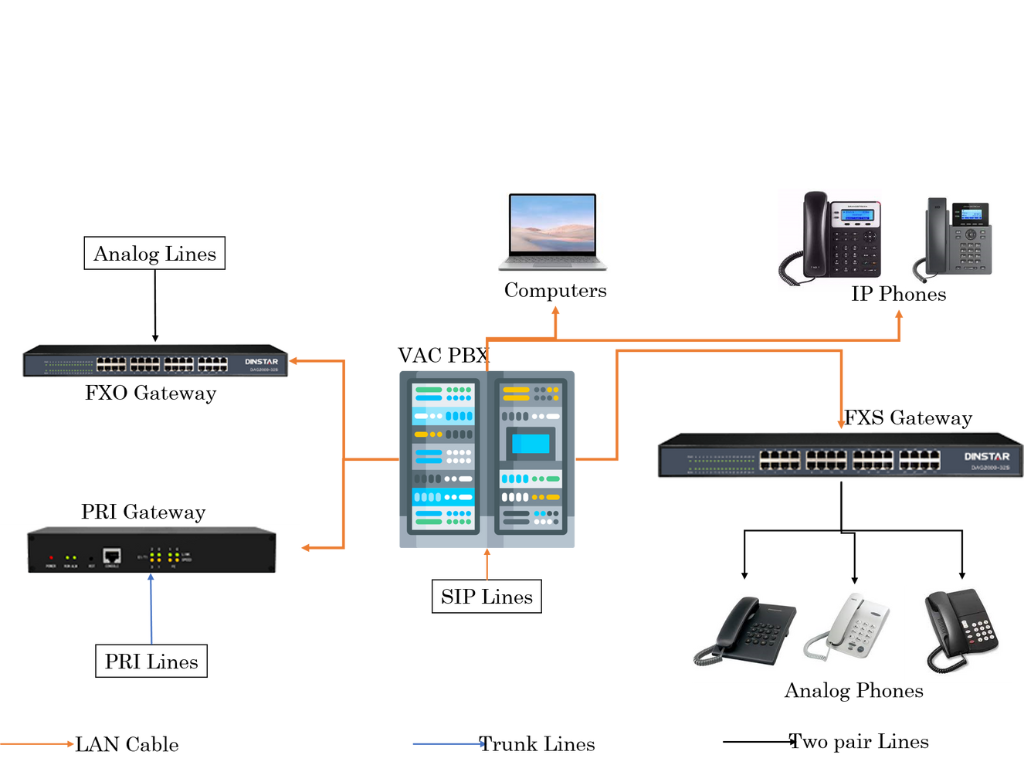 Analog Lines
Computers
IP Phones
VAC PBX
DINSTAR
FXO Gateway
FXS Gateway
DINSTAR
PRI Gateway
SIP Lines
PRI Lines
Analog Phones
LAN Cable
Trunk Lines
Two pair Lines